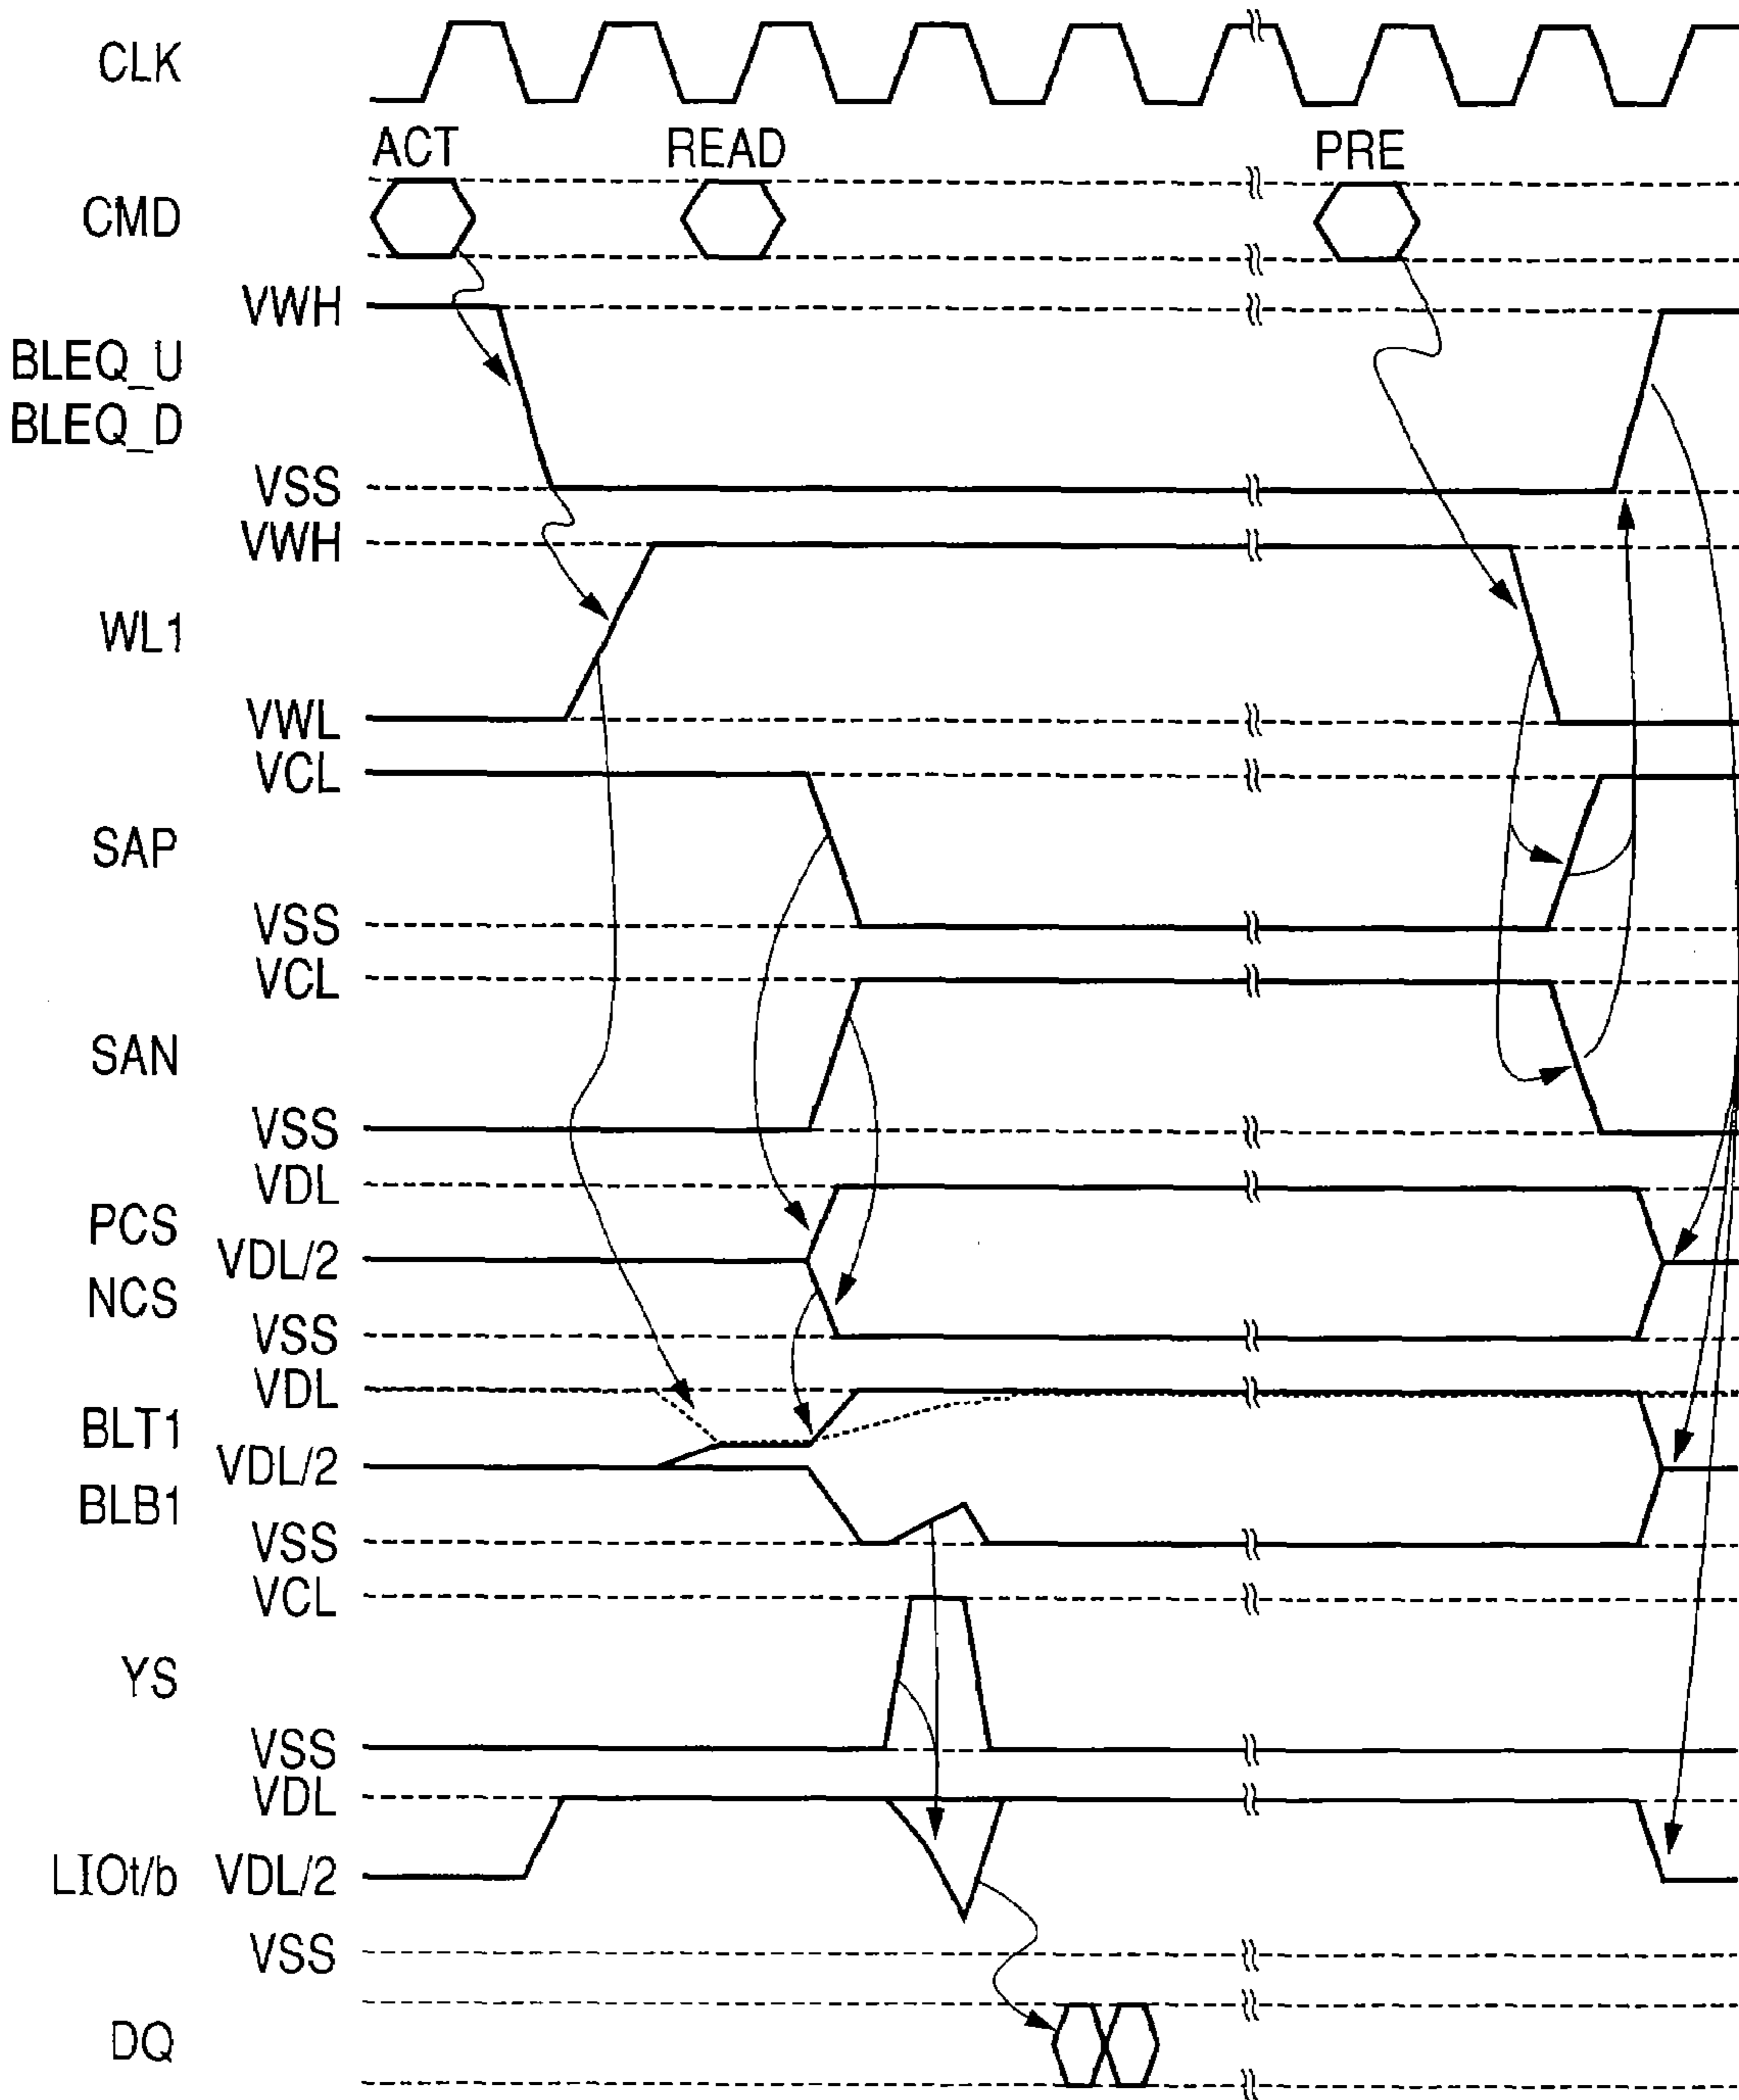 CLK
ACT READ PRE
CMD
VWH
BLEQ_U
BLEQ_D
VSS
VWH
WL1
VWL
VCL
SAP
VSS
VCL
SAN
VSS
VDL
PCS
VDL/2
NCS
VSS
VDL
BLT1
VDL/2
BLB1
VSS
VCL
YS
VSS
VDL
LIOt/b VDL/2
VSS
DQ